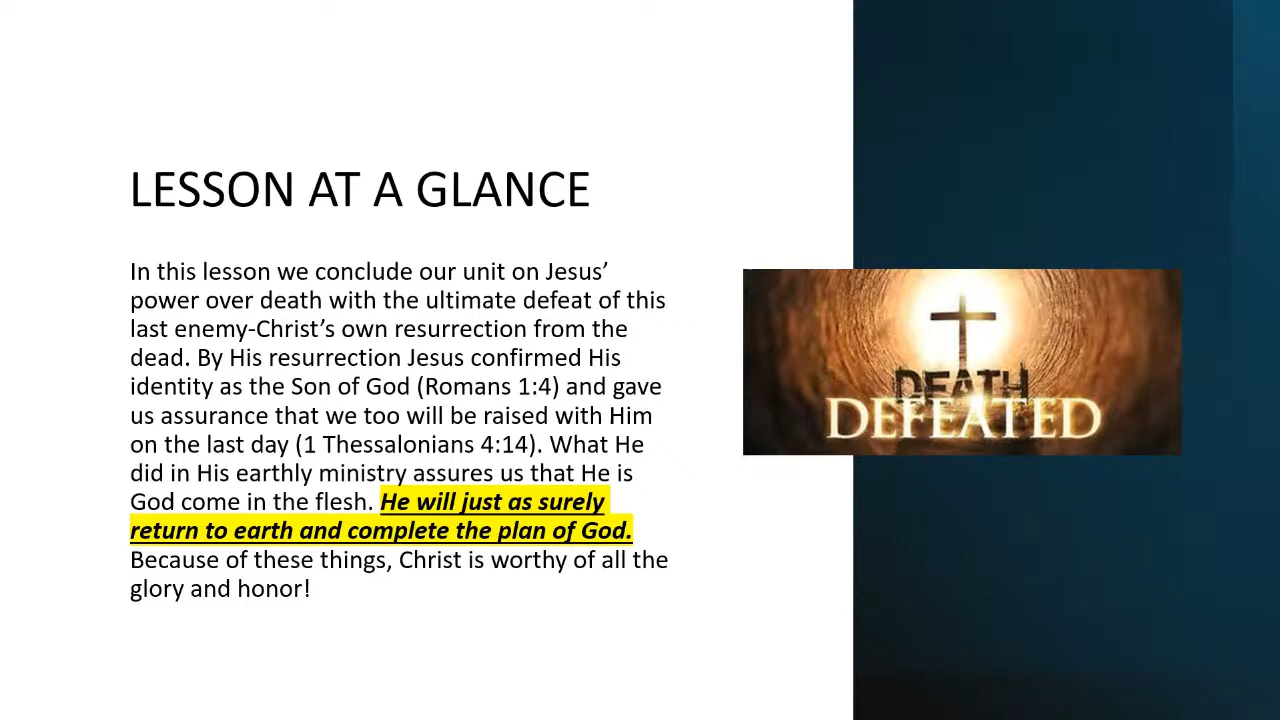 LESSON AT A GLANCE
In this lesson we conclude our unit on Jesus’
power over death with the ultimate defeat of this
last enemy-Christ’s own resurrection from the
dead. By His resurrection Jesus confirmed His
identity as the Son of God (Romans 1:4) and gave
us assurance that we too will be raised with Him
on the last day (1 Thessalonians 4:14). What He
did in His earthly ministry assures us that He is
God come in the flesh. He will just as surely
return to earth and complete the plan of God.
Because of these things, Christ is worthy of all the
glory and honor!
DEATH
DEFEATED